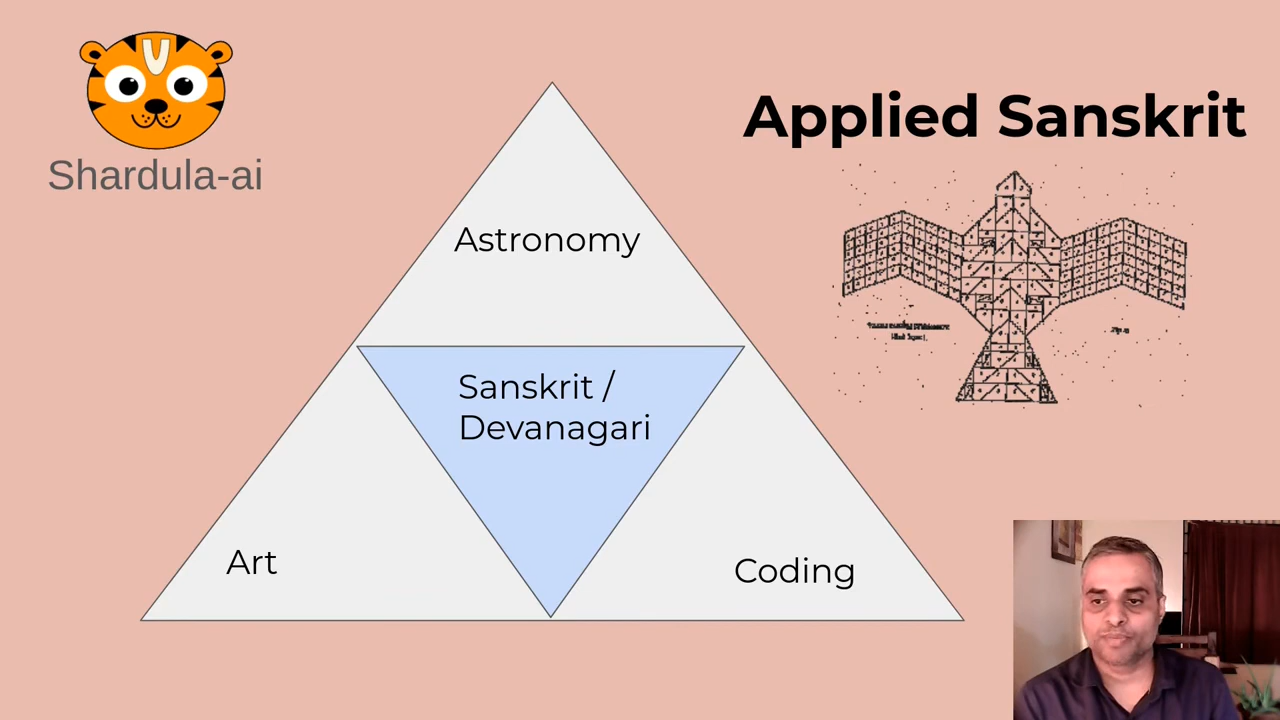 Shardula-ai
Applied Sanskrit
Astronomy
Sanskrit /
Devanagari
Art
Coding